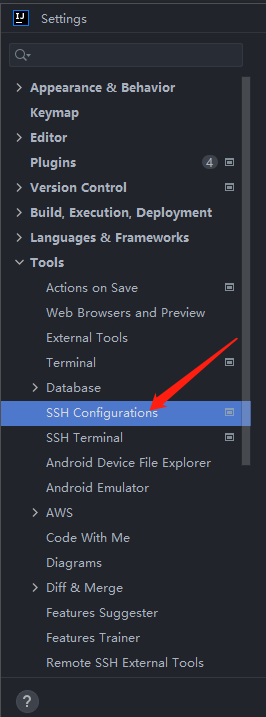 IJ Settings
Appearance & Behavior
Keymap
Editor
Plugins 4
Version Control
Build, Execution, Deployment
Languages & Frameworks
Tools
Actions on Save
Web Browsers and Preview
External Tools
Terminal
Database
SSH Configurations
SSH Terminal
Android Device File Explorer
Android Emulator
AWS
Code With Me
Diagrams
Diff & Merge
Features Suggester
Features Trainer
Remote SSH External Tools
?